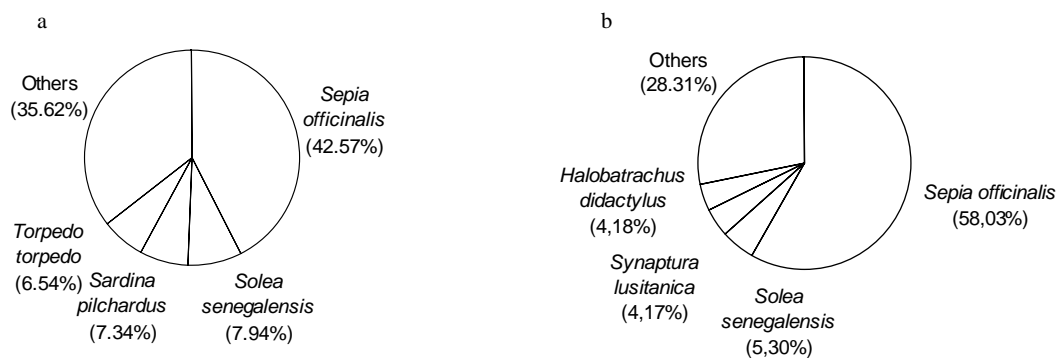 a
Others
(35.62%)
Sepia
officinalis
(42.57%)
Torpedo
torpedo
(6.54%)
Sardina
pilchardus
(7.34%)
Solea
senegalensis
(7.94%)
b
Others
(28.31%)
Halobatrachus
didactylus
(4,18%)
Sepia officinalis
(58,03%)
Synaptura
lusitanica
(4,17%)
Solea
senegalensis
(5,30%)